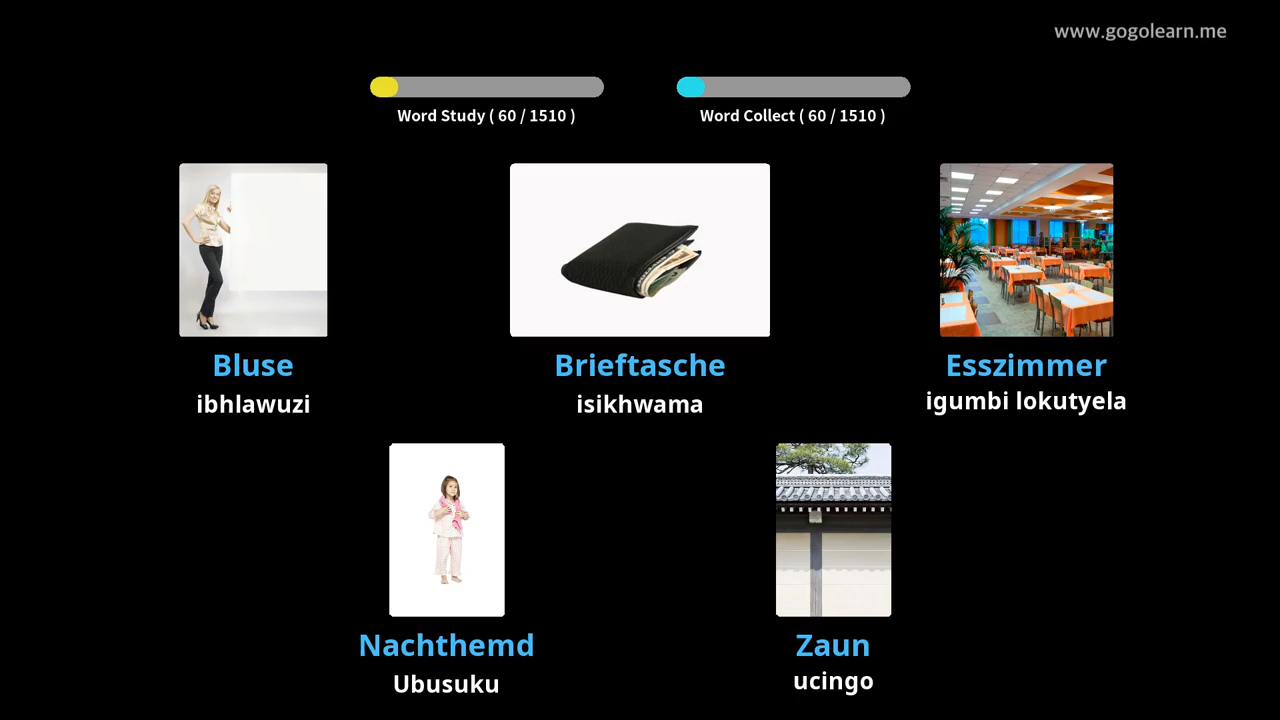 www.gogolearn.me
Word Study ( 60 / 1510 )
Word Collect ( 60 / 1510 )
Bluse
ibhlawuzi
Brieftasche
isikhwama
Esszimmer
igumbi lokutyela
Nachthemd
Ubusuku
Zaun
ucingo